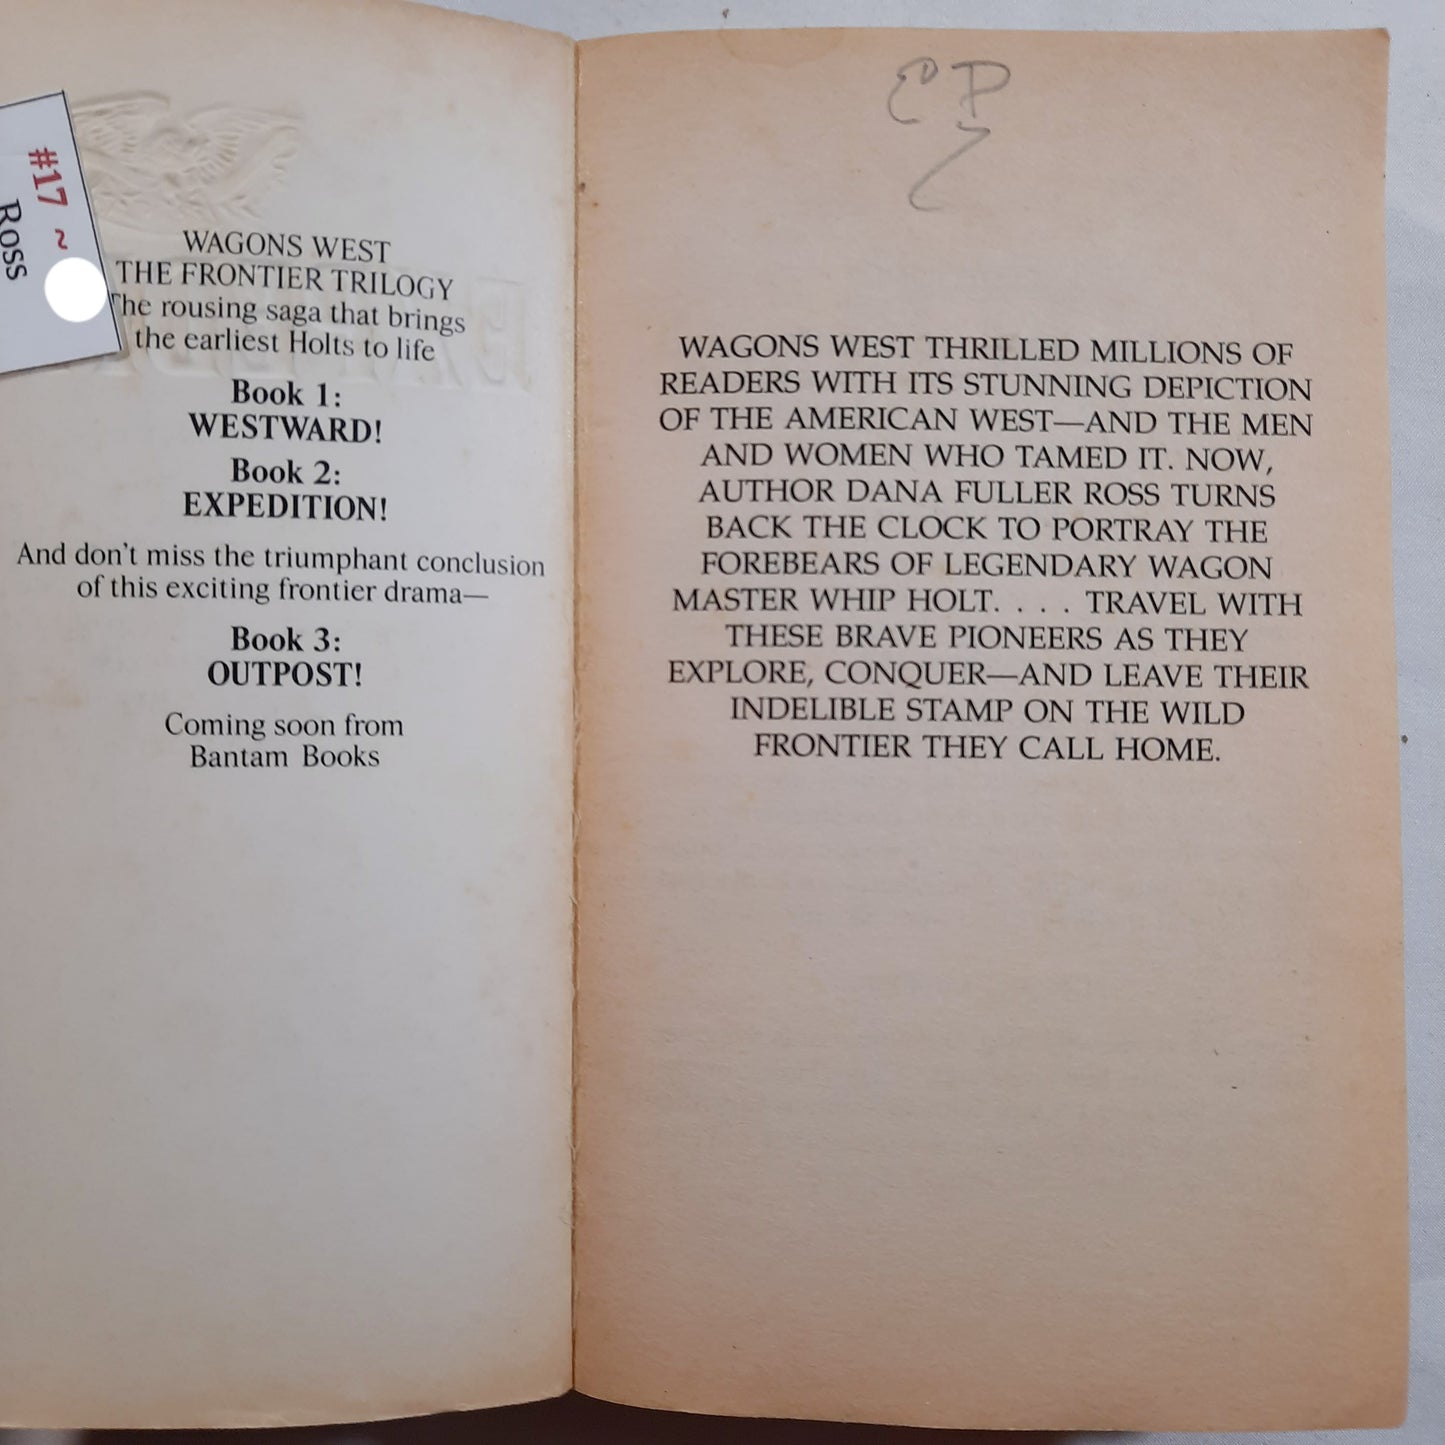 #17 ~
Ross
WAGONS WEST
THE FRONTIER TRILOGY
The rousing saga that brings
the earliest Holts to life
Book 1:
WESTWARD!
Book 2:
EXPEDITION!
And don't miss the triumphant conclusion
of this exciting frontier drama—
Book 3:
OUTPOST!
Coming soon from
Bantam Books
WAGONS WEST THRILLED MILLIONS OF
READERS WITH ITS STUNNING DEPICTION
OF THE AMERICAN WEST—AND THE MEN
AND WOMEN WHO TAMED IT. NOW,
AUTHOR DANA FULLER ROSS TURNS
BACK THE CLOCK TO PORTRAY THE
FOREBEARS OF LEGENDARY WAGON
MASTER WHIP HOLT. . . . TRAVEL WITH
THESE BRAVE PIONEERS AS THEY
EXPLORE, CONQUER—AND LEAVE THEIR
INDELIBLE STAMP ON THE WILD
FRONTIER THEY CALL HOME.